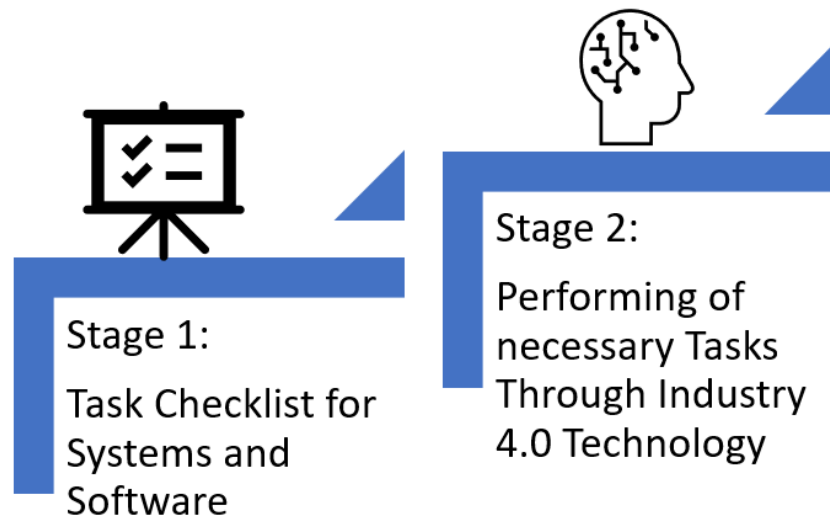 Stage 1:
Task Checklist for
Systems and
Software
Stage 2:
Performing of
necessary Tasks
Through Industry
4.0 Technology